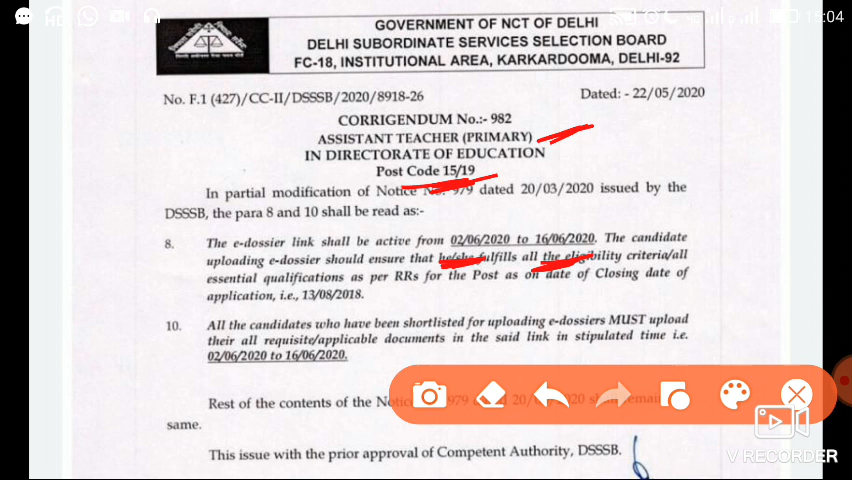 HD
15:04
GOVERNMENT OF NCT OF DELHI
DELHI SUBORDINATE SERVICES SELECTION BOARD
FC-18, INSTITUTIONAL AREA, KARKARDOOMA, DELHI-92
No. F.1 (427)/CC-II/DSSSB/2020/8918-26
Dated: - 22/05/2020
CORRIGENDUM No.:- 982
ASSISTANT TEACHER (PRIMARY)
IN DIRECTORATE OF EDUCATION
Post Code 15/19
In partial modification of Notice No. 979 dated 20/03/2020 issued by the
DSSSB, the para 8 and 10 shall be read as:-
8. The e-dossier link shall be active from 02/06/2020 to 16/06/2020. The candidate
uploading e-dossier should ensure that he/she fulfills all the eligibility criteria/all
essential qualifications as per RRs for the Post as on date of Closing date of
application, i.e., 13/08/2018.
10. All the candidates who have been shortlisted for uploading e-dossiers MUST upload
their all requisite/applicable documents in the said link in stipulated time i.e.
02/06/2020 to 16/06/2020.
Rest of the contents of the Notice 979 20/03/2020 shall remain
same.
This issue with the prior approval of Competent Authority, DSSSB.
V RECORDER